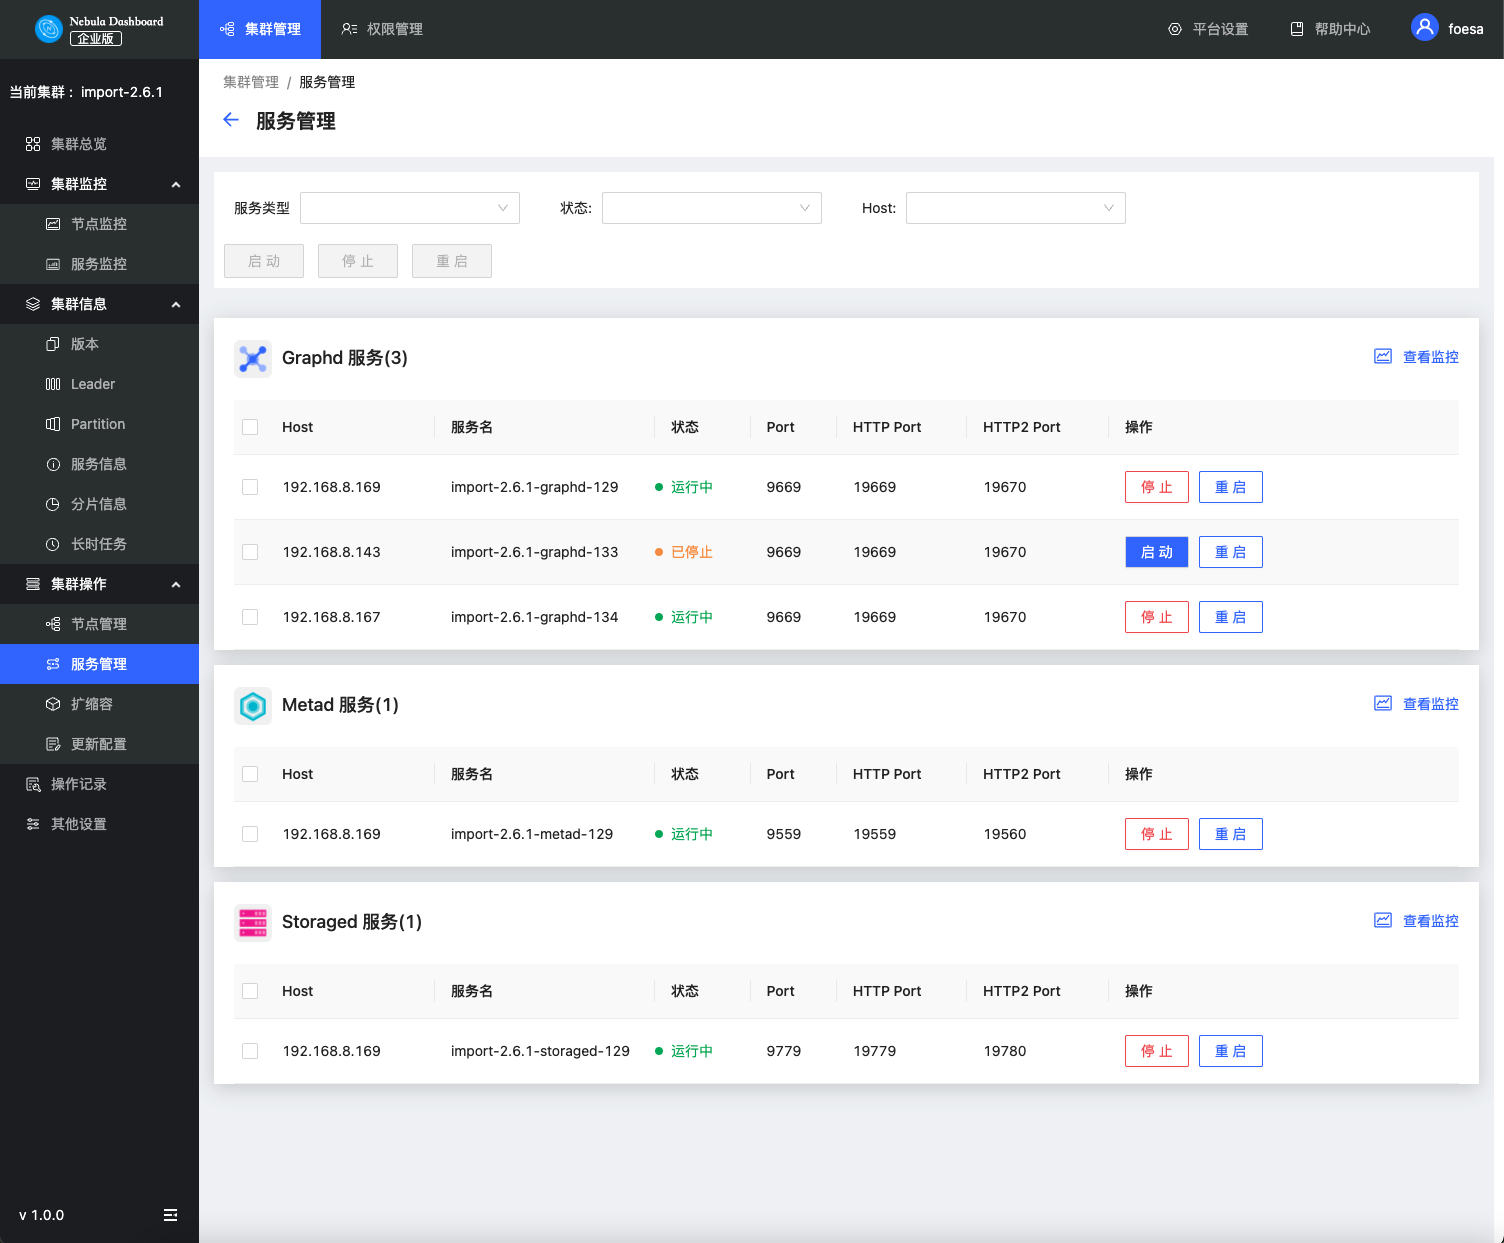 Nebula Dashboard
企业版
集群管理
权限管理
平台设置
帮助中心
foesa
当前集群： import-2.6.1
集群总览
集群监控
节点监控
服务监控
集群信息
版本
Leader
Partition
服务信息
分片信息
长时任务
集群操作
节点管理
服务管理
扩缩容
更新配置
操作记录
其他设置
v 1.0.0
集群管理 / 服务管理
服务管理
服务类型
状态:
Host:
启 动
停 止
重 启
Graphd 服务(3)
查看监控
Host 服务名 状态 Port HTTP Port HTTP2 Port 操作
192.168.8.169 import-2.6.1-graphd-129 运行中 9669 19669 19670 停 止 重 启
192.168.8.143 import-2.6.1-graphd-133 已停止 9669 19669 19670 启 动 重 启
192.168.8.167 import-2.6.1-graphd-134 运行中 9669 19669 19670 停 止 重 启
Metad 服务(1)
查看监控
Host 服务名 状态 Port HTTP Port HTTP2 Port 操作
192.168.8.169 import-2.6.1-metad-129 运行中 9559 19559 19560 停 止 重 启
Storaged 服务(1)
查看监控
Host 服务名 状态 Port HTTP Port HTTP2 Port 操作
192.168.8.169 import-2.6.1-storaged-129 运行中 9779 19779 19780 停 止 重 启